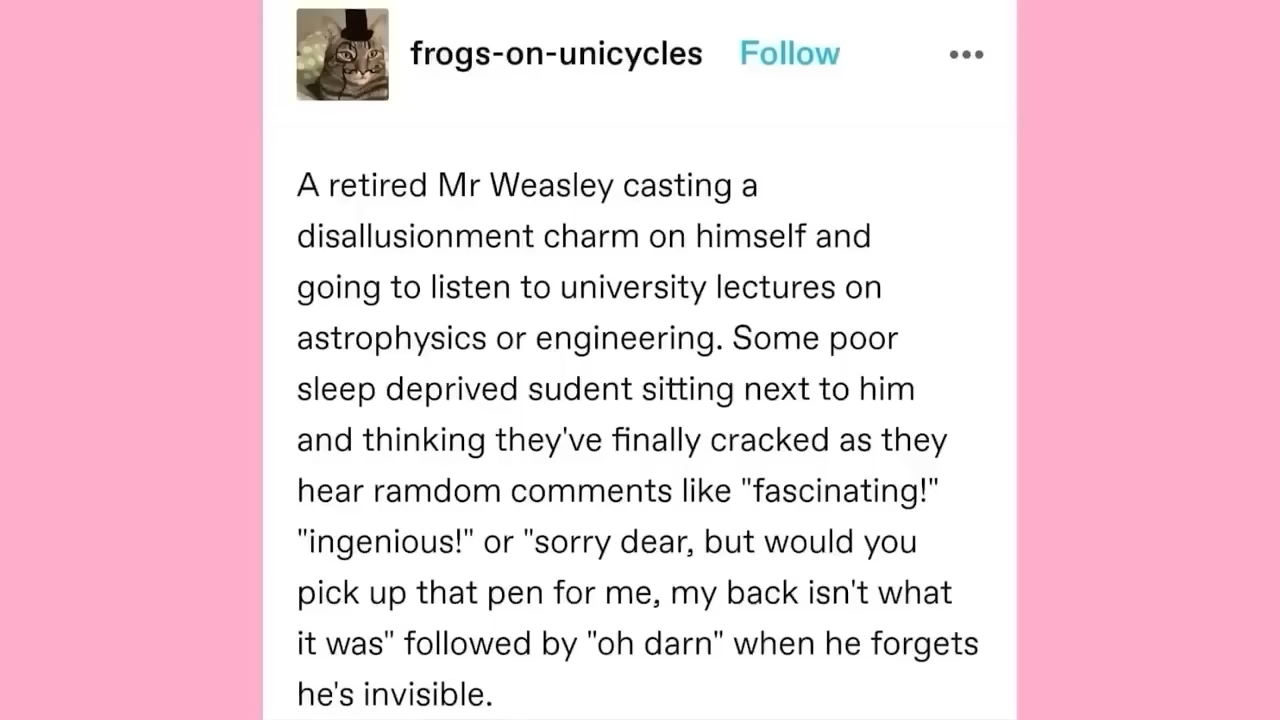 frogs-on-unicycles Follow
A retired Mr Weasley casting a
disallusionment charm on himself and
going to listen to university lectures on
astrophysics or engineering. Some poor
sleep deprived sudent sitting next to him
and thinking they've finally cracked as they
hear ramdom comments like "fascinating!"
"ingenious!" or "sorry dear, but would you
pick up that pen for me, my back isn't what
it was" followed by "oh darn" when he forgets
he's invisible.